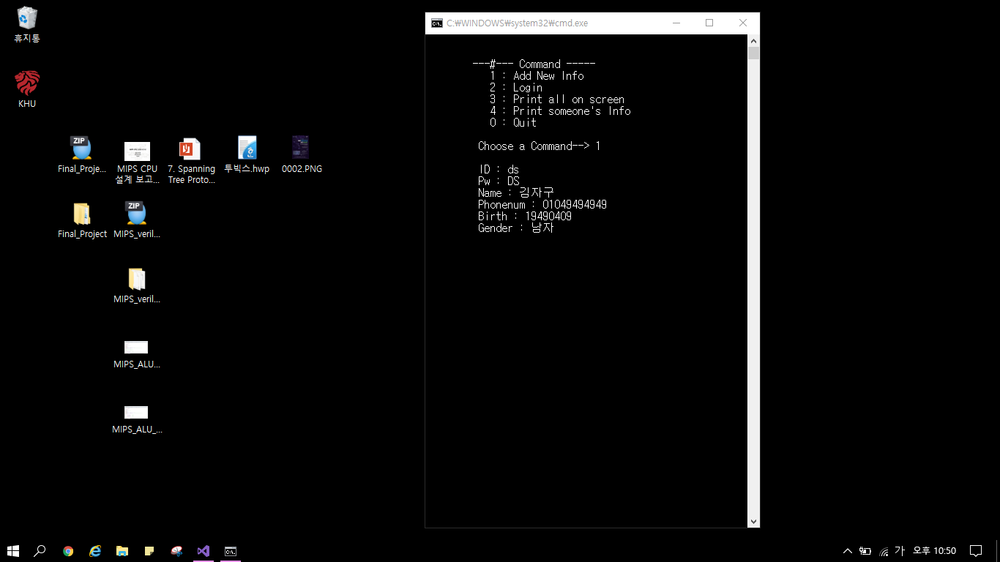 휴지통
KHU
Final_Proje...
MIPS CPU
설계 보고...
7. Spanning
Tree Proto...
투빅스.hwp
0002.PNG
ZIP
Final_Project
ZIP
MIPS_veril...
MIPS_veril...
MIPS_ALU...
MIPS_ALU_...
C:\WINDOWS\system32\cmd.exe
---#--- Command -----
1 : Add New Info
2 : Login
3 : Print all on screen
4 : Print someone's Info
0 : Quit
Choose a Command--> 1
ID : ds
Pw : DS
Name : 김자구
Phonenum : 01049494949
Birth : 19490409
Gender : 남자
가 오후 10:50